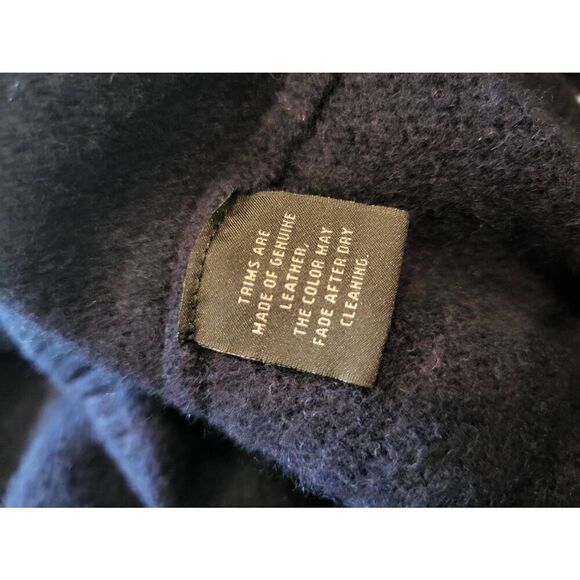 TRIMS ARE
MADE OF GENUINE
LEATHER,
THE COLOR MAY
FADE AFTER DRY
CLEANING.